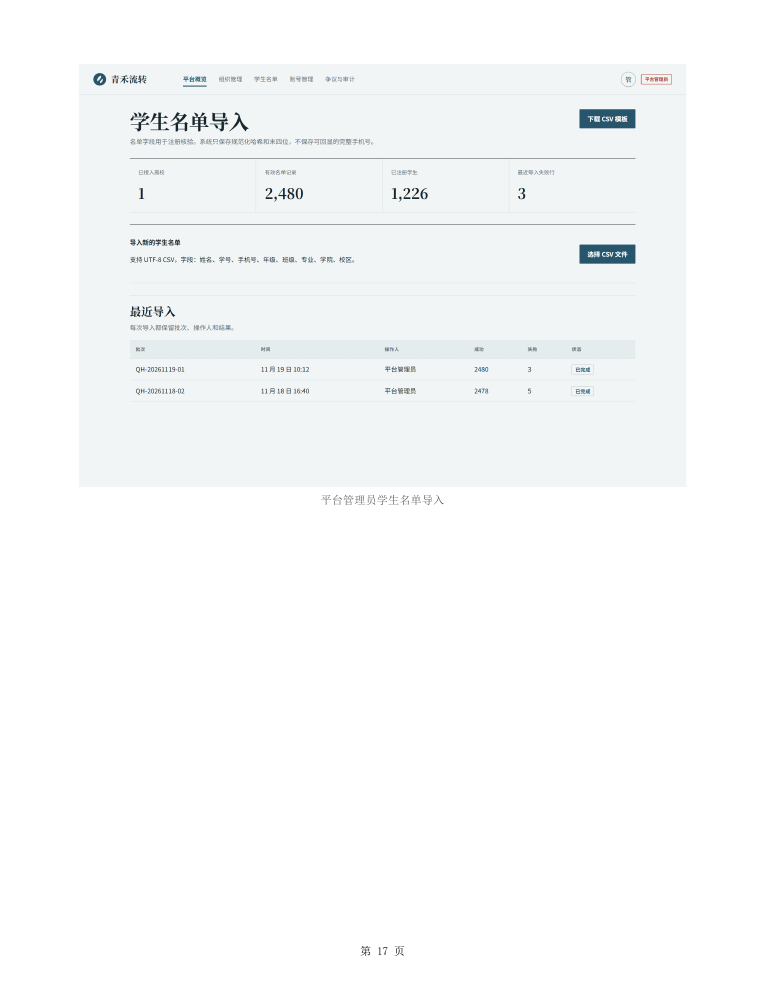 青禾流转 平台概览 组织管理 学生名单 账号管理 争议与审计 管 平台管理员
学生名单导入
下载 CSV 模板
名单字段用于注册核验。系统只保存规范化哈希和末四位，不保存可回显的完整手机号。
已接入高校 有效名单记录 已注册学生 最近导入失败行
1 2,480 1,226 3
导入新的学生名单
支持 UTF-8 CSV，字段：姓名、学号、手机号、年级、班级、专业、学院、校区。
选择 CSV 文件
最近导入
每次导入都保留批次、操作人和结果。
批次 时间 操作人 成功 失败 状态
QH-20261119-01 11 月 19 日 10:12 平台管理员 2480 3 已完成
QH-20261118-02 11 月 18 日 16:40 平台管理员 2478 5 已完成
平台管理员学生名单导入
第 17 页